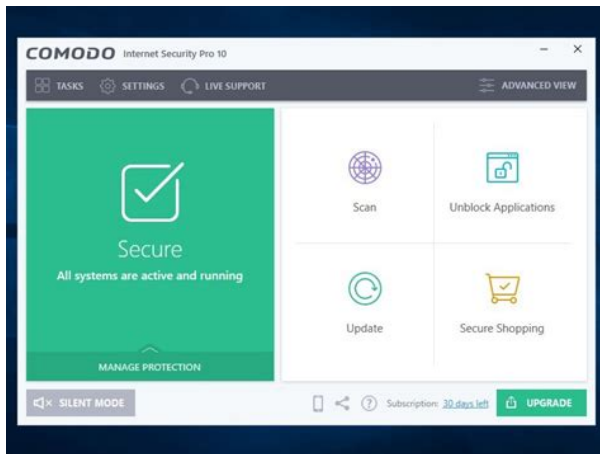 COMODO Internet Security Pro 10
TASKS SETTINGS LIVE SUPPORT ADVANCED VIEW
Secure
All systems are active and running
MANAGE PROTECTION
Scan
Unblock Applications
Update
Secure Shopping
SILENT MODE
Subscription: 30 days left
UPGRADE